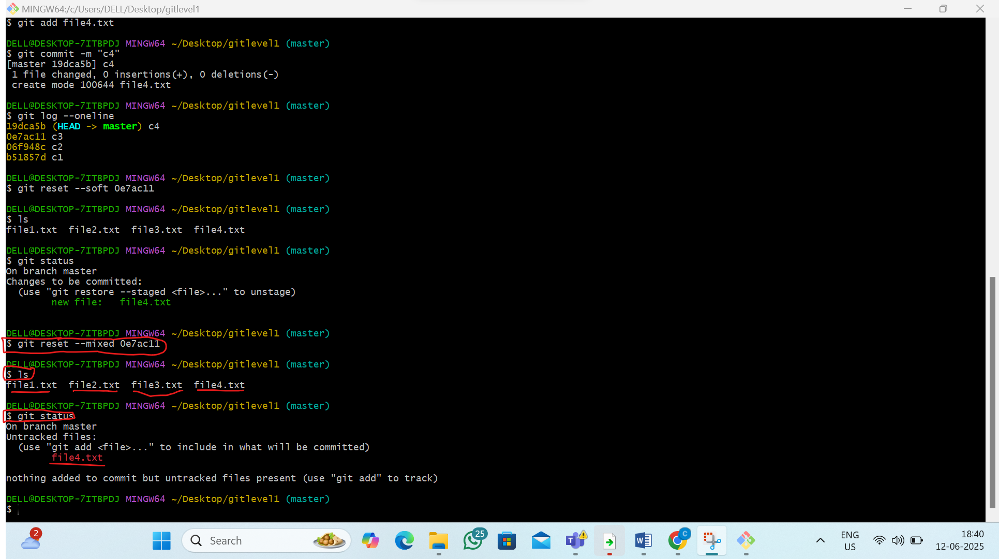 MINGW64:/c/Users/DELL/Desktop/gitlevel1
$ git add file4.txt
DELL@DESKTOP-7ITBPDJ MINGW64 ~/Desktop/gitlevel1 (master)
$ git commit -m "c4"
[master 19dca5b] c4
 1 file changed, 0 insertions(+), 0 deletions(-)
 create mode 100644 file4.txt
DELL@DESKTOP-7ITBPDJ MINGW64 ~/Desktop/gitlevel1 (master)
$ git log --oneline
19dca5b (HEAD -> master) c4
0e7ac11 c3
06f948c c2
b51857d c1
DELL@DESKTOP-7ITBPDJ MINGW64 ~/Desktop/gitlevel1 (master)
$ git reset --soft 0e7ac11
DELL@DESKTOP-7ITBPDJ MINGW64 ~/Desktop/gitlevel1 (master)
$ ls
file1.txt  file2.txt  file3.txt  file4.txt
DELL@DESKTOP-7ITBPDJ MINGW64 ~/Desktop/gitlevel1 (master)
$ git status
On branch master
Changes to be committed:
  (use "git restore --staged <file>..." to unstage)
        new file:   file4.txt
DELL@DESKTOP-7ITBPDJ MINGW64 ~/Desktop/gitlevel1 (master)
$ git reset --mixed 0e7ac11
DELL@DESKTOP-7ITBPDJ MINGW64 ~/Desktop/gitlevel1 (master)
$ ls
file1.txt  file2.txt  file3.txt  file4.txt
DELL@DESKTOP-7ITBPDJ MINGW64 ~/Desktop/gitlevel1 (master)
$ git status
On branch master
Untracked files:
  (use "git add <file>..." to include in what will be committed)
        file4.txt
nothing added to commit but untracked files present (use "git add" to track)
DELL@DESKTOP-7ITBPDJ MINGW64 ~/Desktop/gitlevel1 (master)
$
2
Search
25
T
W
C
ENG
US
18:40
12-06-2025